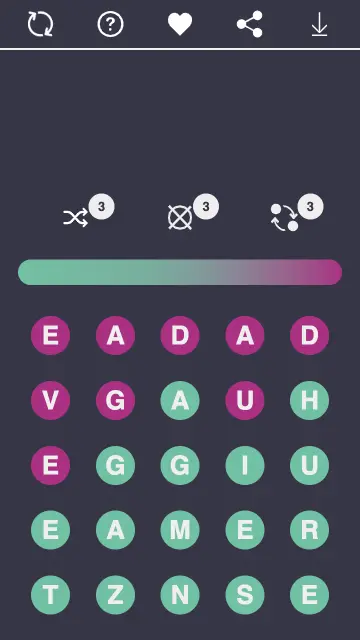 ?
3 3 3
E A D A D
V G A U H
E G G I U
E A M E R
T Z N S E